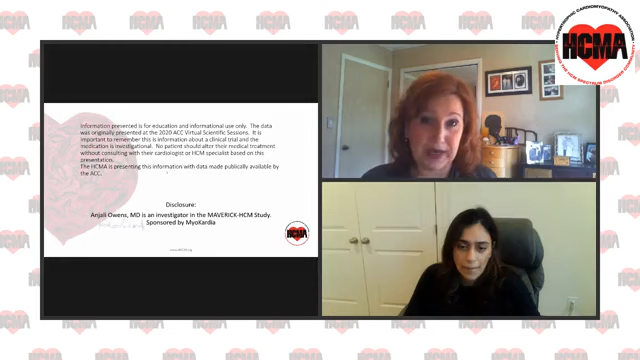 HCMA
HYPERTROPHIC CARDIOMYOPATHY ASSOCIATION
Information presented is for education and informational use only. The data
was originally presented at the 2020 ACC Virtual Scientific Sessions. It is
important to remember this is information about a clinical trial and the
medication is investigational. No patient should alter their medical treatment
without consulting with their cardiologist or HCM specialist based on this
presentation.
The HCMA is presenting this information with data made publically available by
the ACC.
Disclosure:
Anjali Owens, MD is an investigator in the MAVERICK-HCM Study.
Sponsored by MyoKardia
HCMA